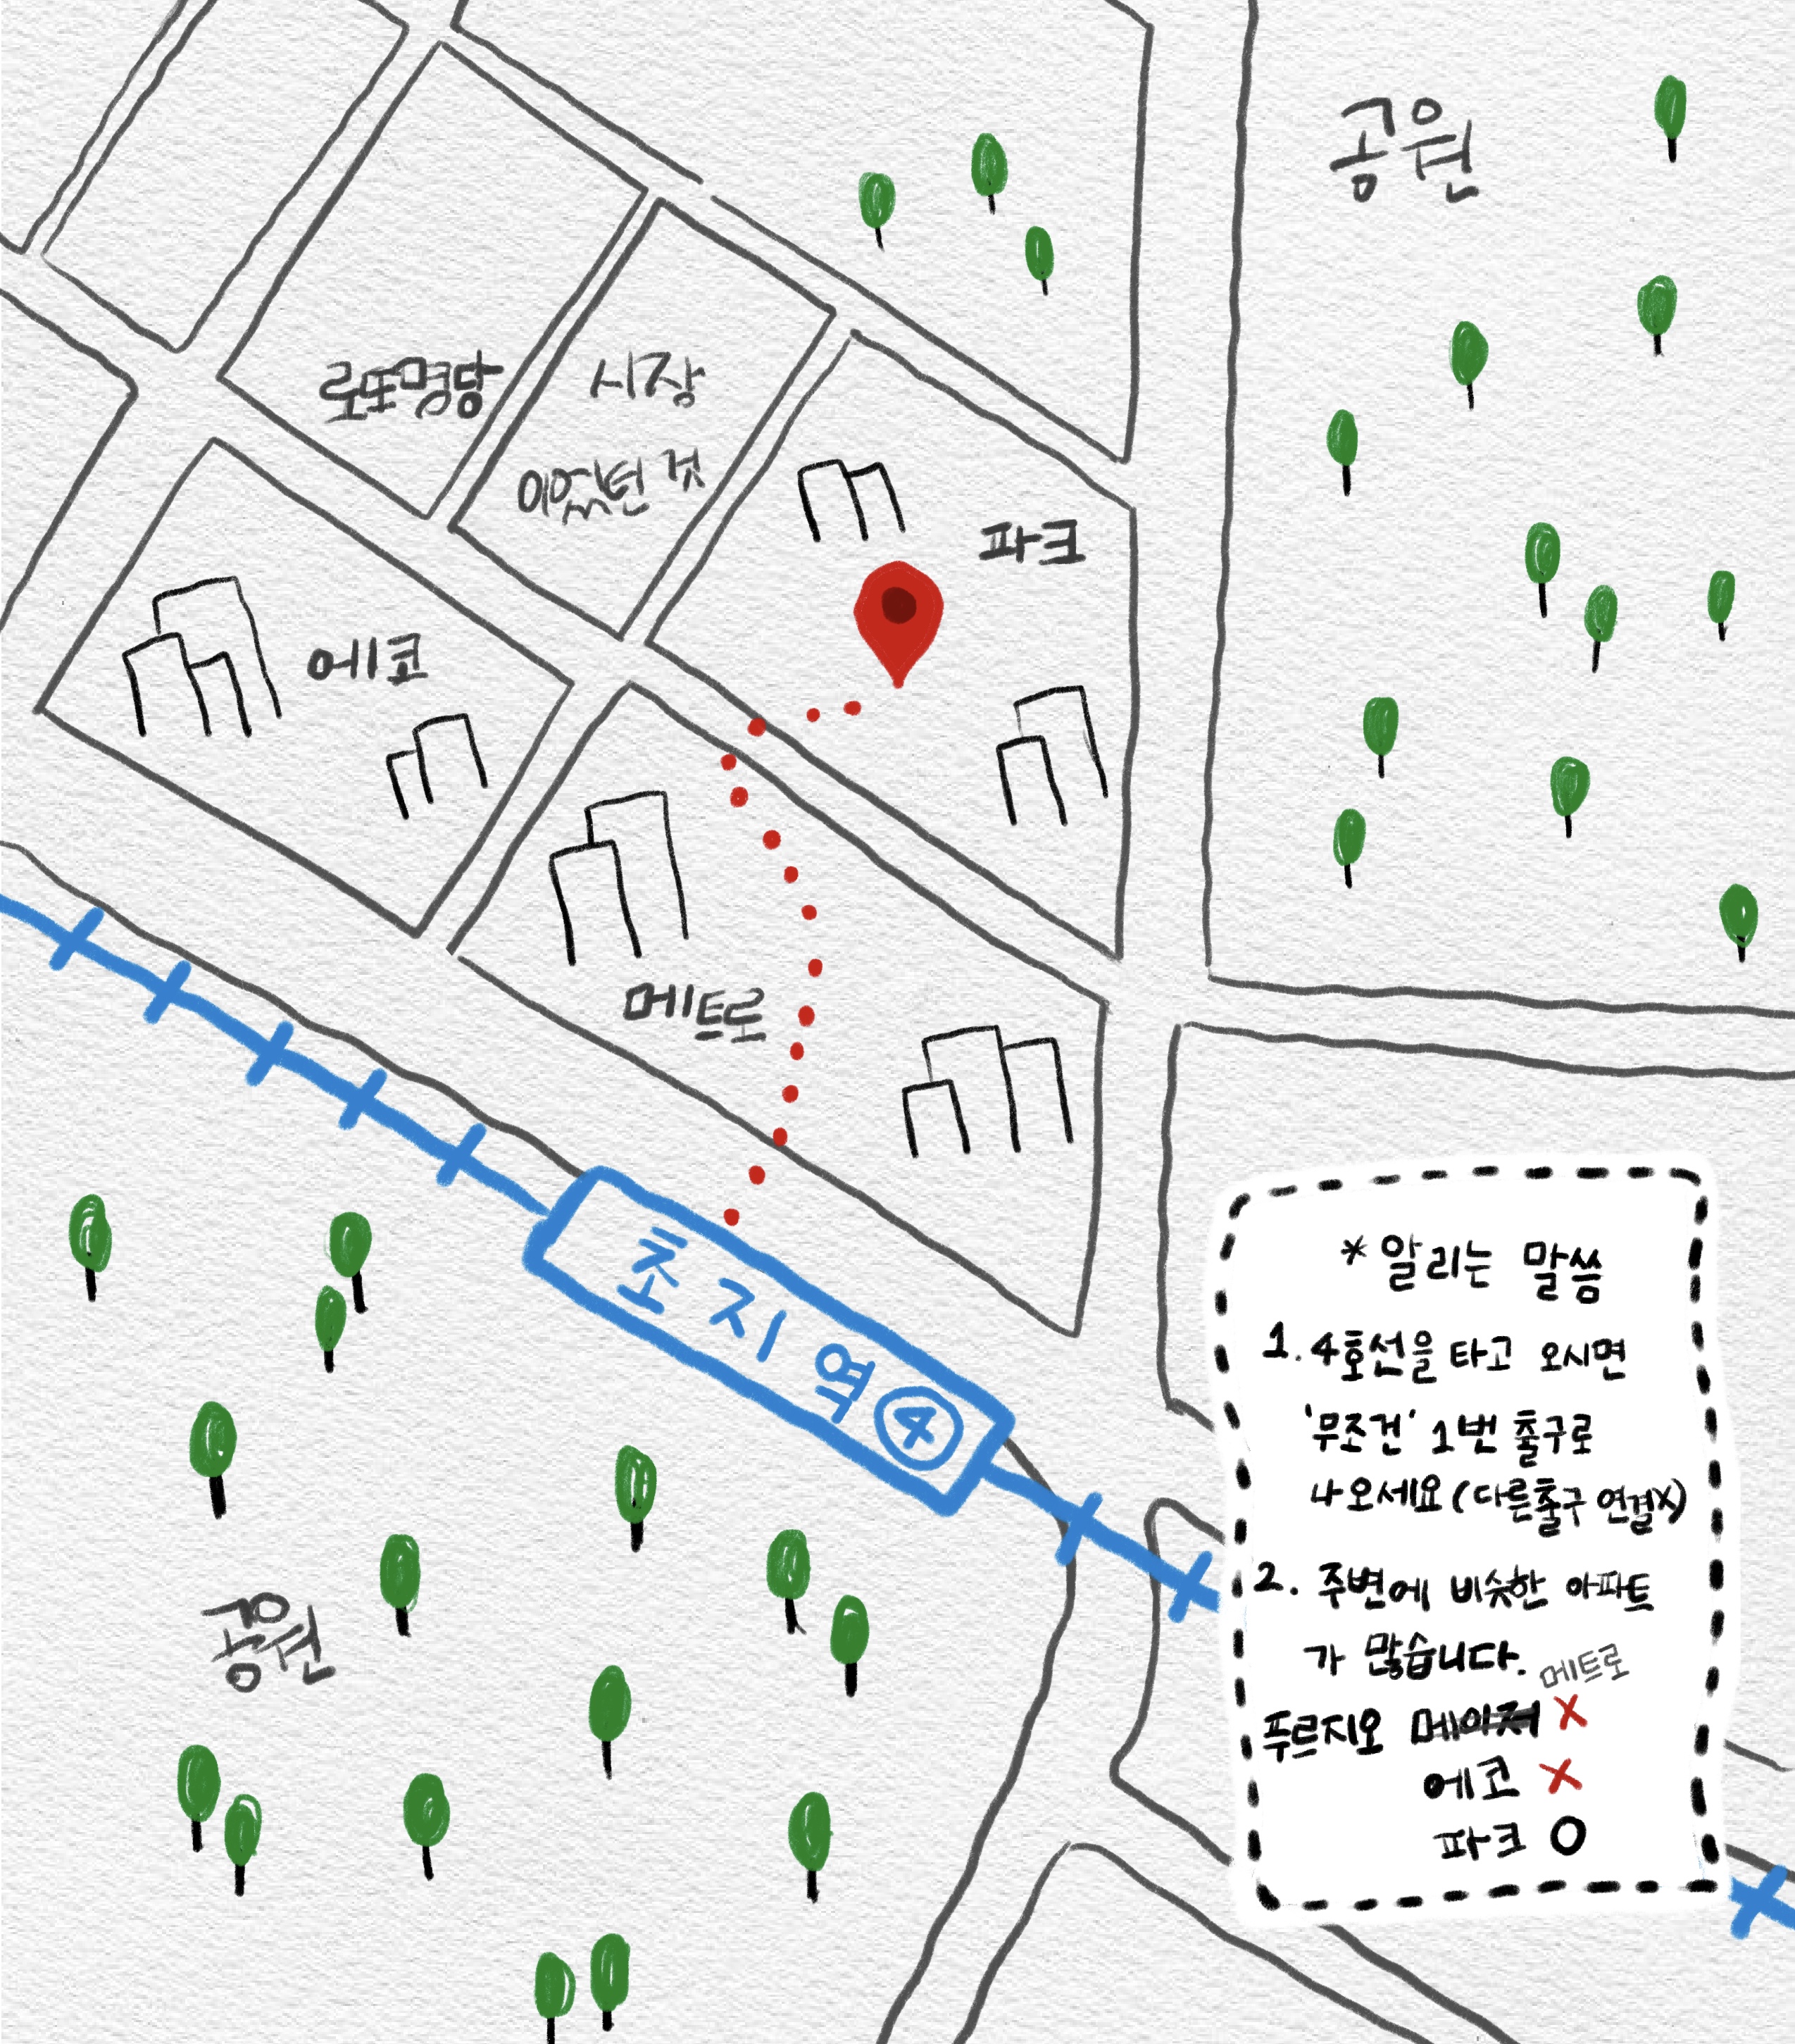 공원
로또명당
시장
이었던 것
파크
에코
메트로
초지역 ④
공원
* 알리는 말씀
1. 4호선을 타고 오시면
'무조건' 1번 출구로
나오세요 (다른출구 연결X)
2. 주변에 비슷한 아파트
가 많습니다.
메트로
푸르지오 메이저 X
에코 X
파크 O